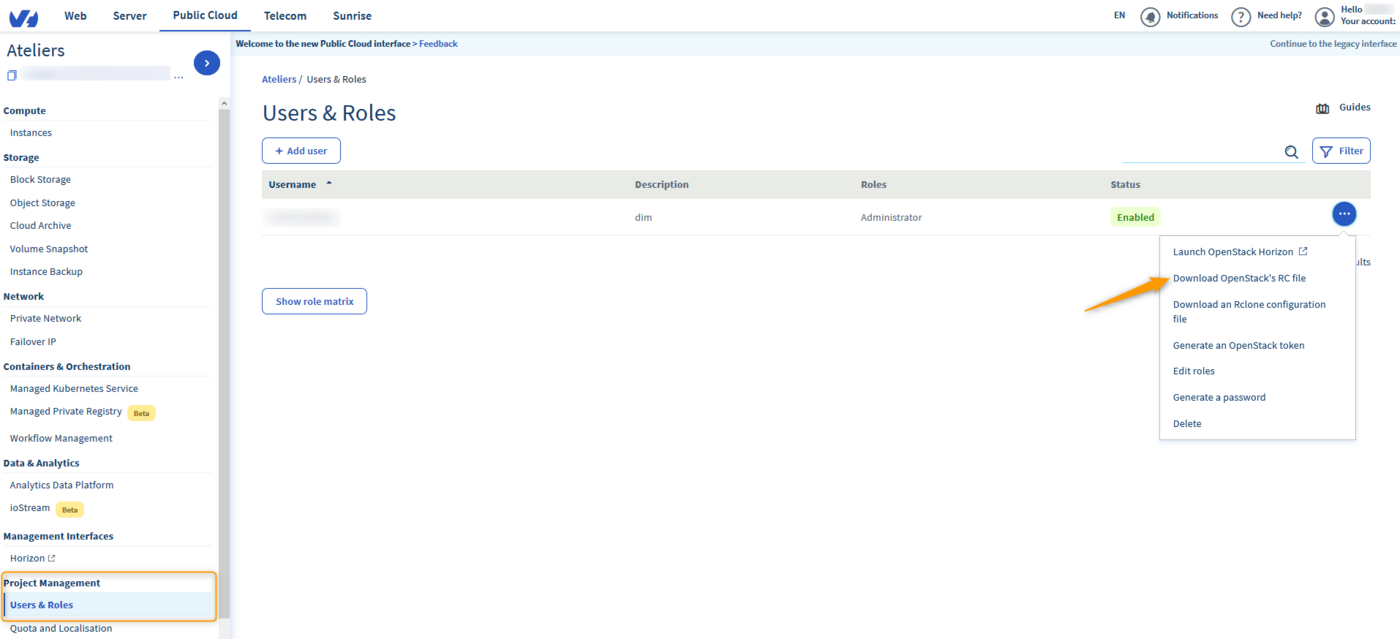 Web Server Public Cloud Telecom Sunrise
EN Notifications Need help? Hello
Your account:
Ateliers
...
Welcome to the new Public Cloud interface > Feedback
Continue to the legacy interface
Compute
Instances
Storage
Block Storage
Object Storage
Cloud Archive
Volume Snapshot
Instance Backup
Network
Private Network
Failover IP
Containers & Orchestration
Managed Kubernetes Service
Managed Private Registry Beta
Workflow Management
Data & Analytics
Analytics Data Platform
ioStream Beta
Management Interfaces
Horizon
Project Management
Users & Roles
Quota and Localisation
Ateliers / Users & Roles
Users & Roles
Guides
+ Add user
Filter
Username Description Roles Status
dim Administrator Enabled
Launch OpenStack Horizon
Download OpenStack's RC file
Download an Rclone configuration
file
Generate an OpenStack token
Edit roles
Generate a password
Delete
Show role matrix